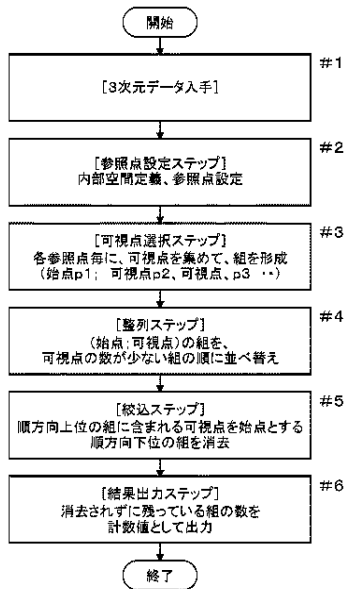 開始
#1
[3次元データ入手]
#2
[参照点設定ステップ]
内部空間定義、参照点設定
#3
[可視点選択ステップ]
各参照点毎に、可視点を集めて、組を形成
(始点p1; 可視点p2、可視点、p3 ・・)
#4
[整列ステップ]
(始点;可視点)の組を、
可視点の数が少ない組の順に並べ替え
#5
[絞込ステップ]
順方向上位の組に含まれる可視点を始点とする
順方向下位の組を消去
#6
[結果出力ステップ]
消去されずに残っている組の数を
計数値として出力
終了